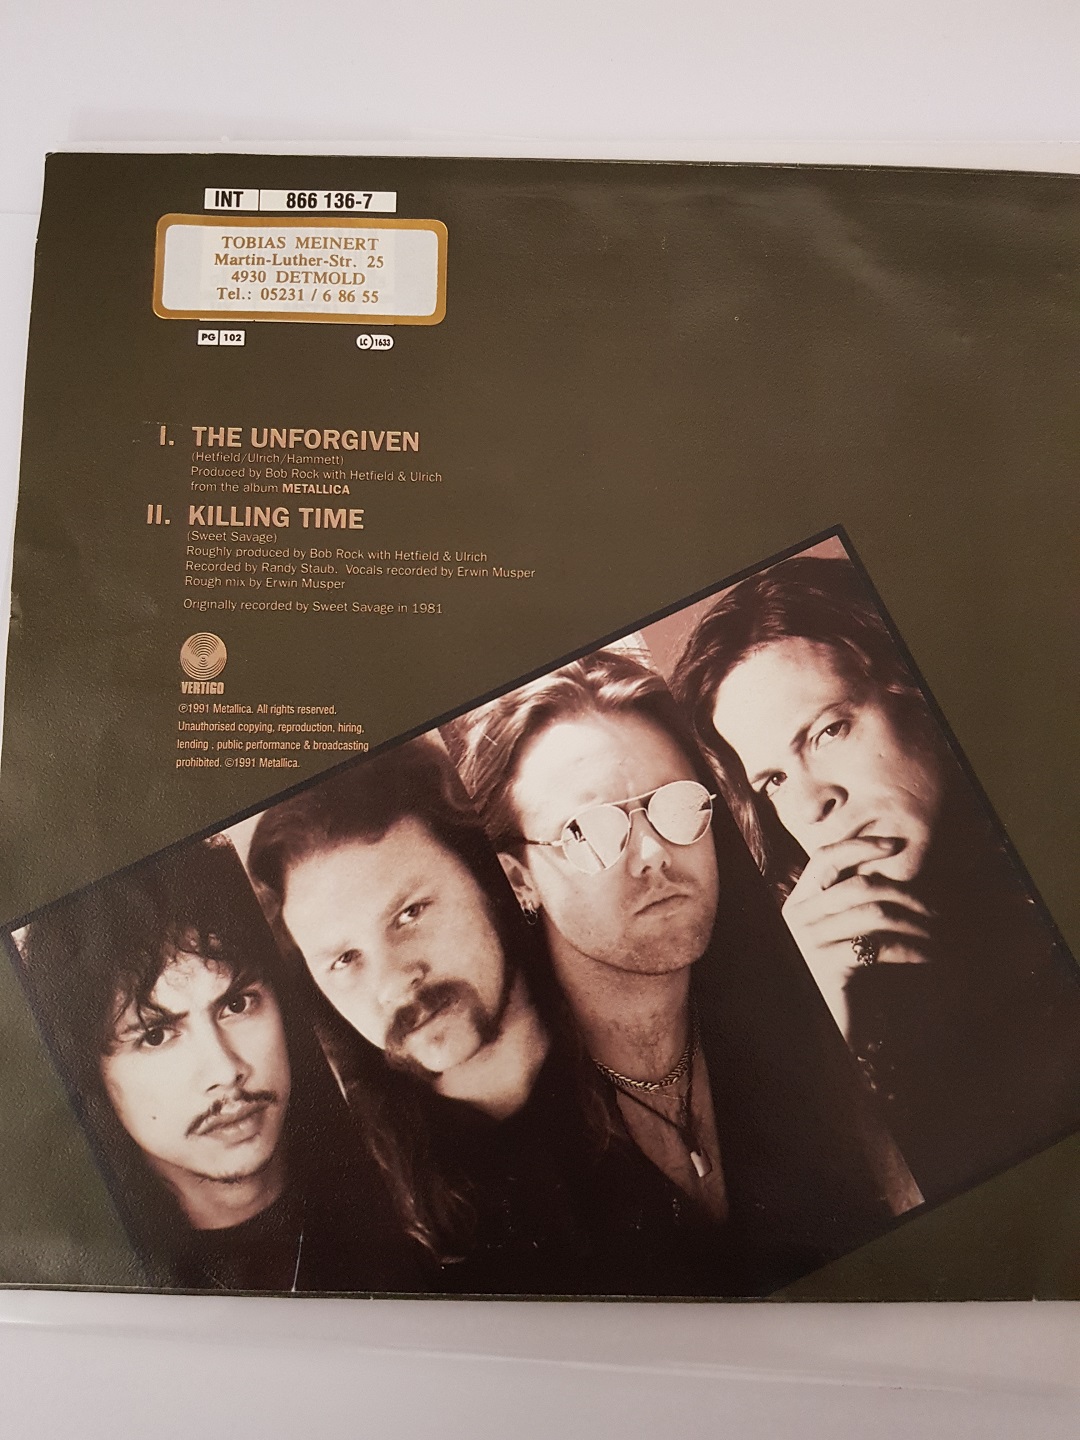 INT 866 136-7
TOBIAS MEINERT
Martin-Luther-Str. 25
4930 DETMOLD
Tel.: 05231 / 6 86 55
PG 102 LC 1633
I. THE UNFORGIVEN
(Hetfield/Ulrich/Hammett)
Produced by Bob Rock with Hetfield & Ulrich
from the album METALLICA
II. KILLING TIME
(Sweet Savage)
Roughly produced by Bob Rock with Hetfield & Ulrich
Recorded by Randy Staub. Vocals recorded by Erwin Musper
Rough mix by Erwin Musper
Originally recorded by Sweet Savage in 1981
VERTIGO
℗1991 Metallica. All rights reserved.
Unauthorised copying, reproduction, hiring,
lending , public performance & broadcasting
prohibited. ©1991 Metallica.